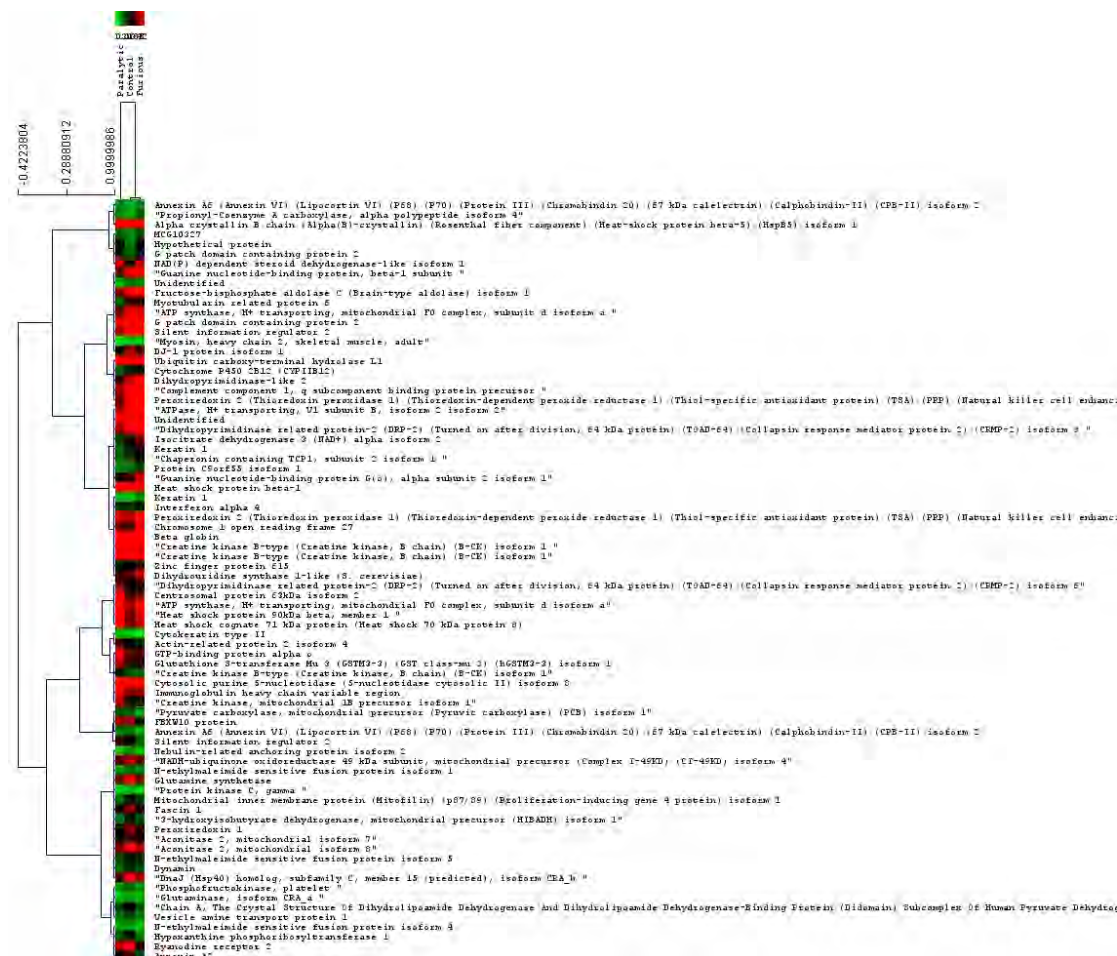 Paralytic
Control
Furious
-0.4223804
0.28880912
0.9999986
Annexin A6 (Annexin VI) (Lipocortin VI) (P68) (P70) (Protein III) (Chromobindin 20) (67 kDa calelectrin) (Calphobindin-II) (CPB-II) isoform 2
"Propionyl-Coenzyme A carboxylase, alpha polypeptide isoform 4"
Alpha crystallin B chain (Alpha(B)-crystallin) (Rosenthal fiber component) (Heat-shock protein beta-5) (HspB5) isoform 1
MCG10327
Hypothetical protein
G patch domain containing protein 2
NAD(P) dependent steroid dehydrogenase-like isoform 1
"Guanine nucleotide-binding protein, beta-1 subunit "
Unidentified
Fructose-bisphosphate aldolase C (Brain-type aldolase) isoform 1
Myotubularin related protein 6
"ATP synthase, H+ transporting, mitochondrial F0 complex, subunit d isoform a "
G patch domain containing protein 2
Silent information regulator 2
"Myosin, heavy chain 2, skeletal muscle, adult"
DJ-1 protein isoform 1
Ubiquitin carboxy-terminal hydrolase L1
Cytochrome P450 2B12 (CYPIIB12)
Dihydropyrimidinase-like 2
"Complement component 1, q subcomponent binding protein precursor "
Peroxiredoxin 2 (Thioredoxin peroxidase 1) (Thioredoxin-dependent peroxide reductase 1) (Thiol-specific antioxidant protein) (TSA) (PRP) (Natural killer cell enhanc
"ATPase, H+ transporting, V1 subunit B, isoform 2 isoform 2"
Unidentified
"Dihydropyrimidinase related protein-2 (DRP-2) (Turned on after division, 64 kDa protein) (TOAD-64) (Collapsin response mediator protein 2) (CRMP-2) isoform 3 "
Isocitrate dehydrogenase 3 (NAD+) alpha isoform 2
Keratin 1
"Chaperonin containing TCP1, subunit 2 isoform 1 "
Protein C9orf55 isoform 1
"Guanine nucleotide-binding protein G(o), alpha subunit 2 isoform 1"
Heat shock protein beta-1
Keratin 1
Interferon alpha 4
Peroxiredoxin 2 (Thioredoxin peroxidase 1) (Thioredoxin-dependent peroxide reductase 1) (Thiol-specific antioxidant protein) (TSA) (PRP) (Natural killer cell enhanc
Chromosome 1 open reading frame 27
Beta globin
"Creatine kinase B-type (Creatine kinase, B chain) (B-CK) isoform 1 "
"Creatine kinase B-type (Creatine kinase, B chain) (B-CK) isoform 1 "
Zinc finger protein 615
Dihydrouridine synthase 1-like (S. cerevisiae)
"Dihydropyrimidinase related protein-2 (DRP-2) (Turned on after division, 64 kDa protein) (TOAD-64) (Collapsin response mediator protein 2) (CRMP-2) isoform 6"
Centrosomal protein 63kDa isoform 2
"ATP synthase, H+ transporting, mitochondrial F0 complex, subunit d isoform a"
"Heat shock protein 90kDa beta, member 1 "
Heat shock cognate 71 kDa protein (Heat shock 70 kDa protein 8)
Cytokeratin type II
Actin-related protein 2 isoform 4
GTP-binding protein alpha o
Glutathione S-transferase Mu 3 (GSTM3-3) (GST class-mu 3) (hGSTM3-3) isoform 1
"Creatine kinase B-type (Creatine kinase, B chain) (B-CK) isoform 1"
Cytosolic purine 5-nucleotidase (5-nucleotidase cytosolic II) isoform 8
Immunoglobulin heavy chain variable region
"Creatine kinase, mitochondrial 1B precursor isoform 1"
"Pyruvate carboxylase, mitochondrial precursor (Pyruvic carboxylase) (PCB) isoform 1"
FBXW10 protein
Annexin A6 (Annexin VI) (Lipocortin VI) (P68) (P70) (Protein III) (Chromobindin 20) (67 kDa calelectrin) (Calphobindin-II) (CPB-II) isoform 2
Silent information regulator 2
Nebulin-related anchoring protein isoform 2
"NADH-ubiquinone oxidoreductase 49 kDa subunit, mitochondrial precursor (Complex I-49KD) (CI-49KD) isoform 4"
N-ethylmaleimide sensitive fusion protein isoform 1
Glutamine synthetase
"Protein kinase C, gamma "
Mitochondrial inner membrane protein (Mitofilin) (p87/89) (Proliferation-inducing gene 4 protein) isoform 1
Fascin 1
"3-hydroxyisobutyrate dehydrogenase, mitochondrial precursor (HIBADH) isoform 1"
Peroxiredoxin 1
"Aconitase 2, mitochondrial isoform 7"
"Aconitase 2, mitochondrial isoform 8"
N-ethylmaleimide sensitive fusion protein isoform 5
Dynamin
"DnaJ (Hsp40) homolog, subfamily C, member 15 (predicted), isoform CRA_b "
"Phosphofructokinase, platelet "
"Glutaminase, isoform CRA_a "
"Chain A, The Crystal Structure Of Dihydrolipoamide Dehydrogenase And Dihydrolipoamide Dehydrogenase-Binding Protein (Didomain) Subcomplex Of Human Pyruvate Dehydrog
Vesicle amine transport protein 1
N-ethylmaleimide sensitive fusion protein isoform 4
Hypoxanthine phosphoribosyltransferase 1
Ryanodine receptor 2